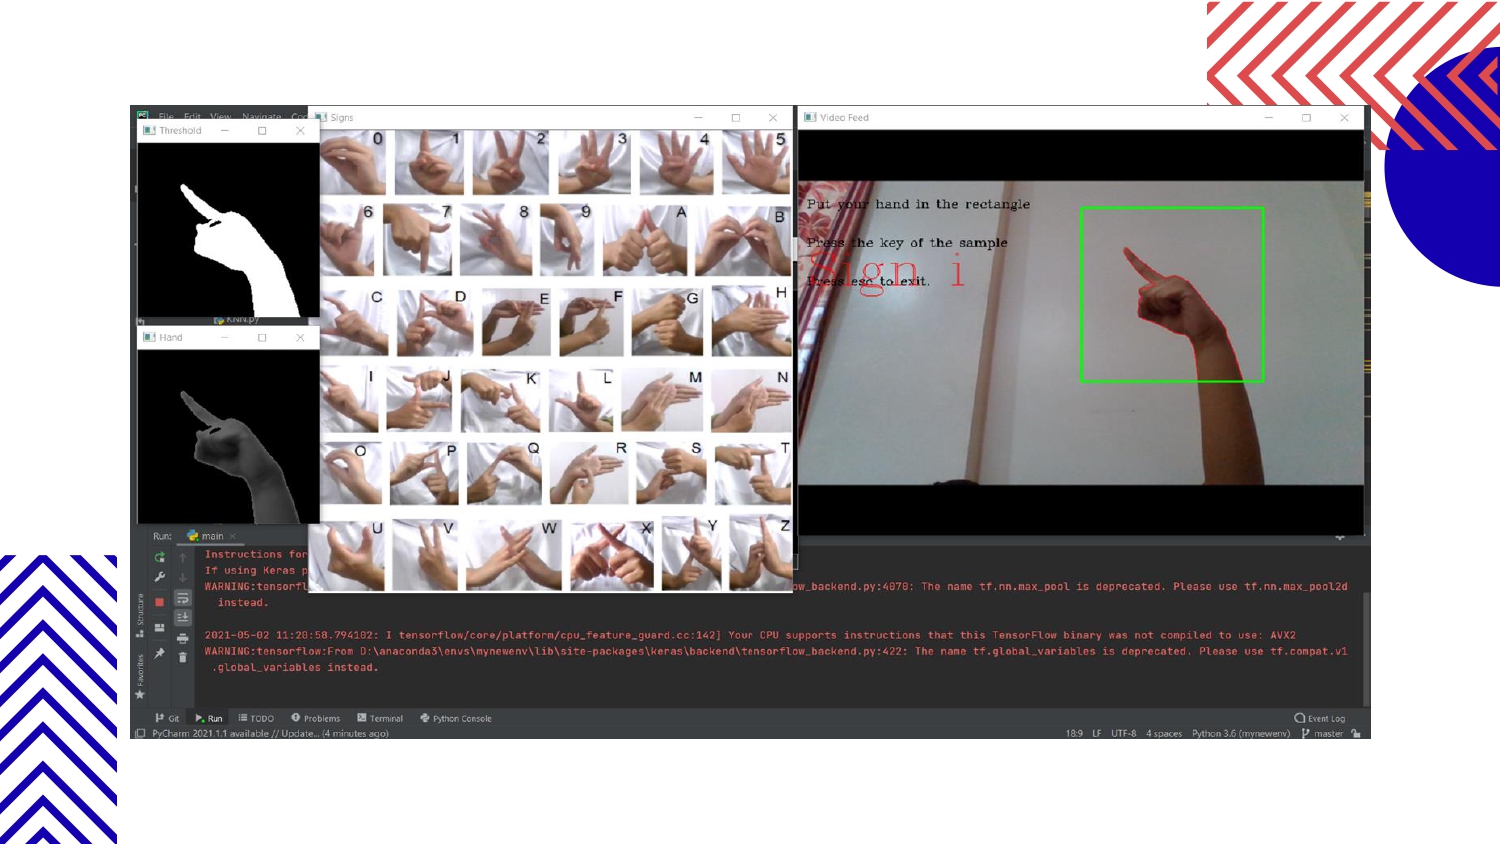 File Edit View Navigate
Threshold
Signs
Video Feed
0 1 2 3 4 5
6 7 8 9 A B
C D E F G H
I J K L M N
O P Q R S T
U V W X Y Z
Put your hand in the rectangle
Press the key of the sample
Sign i
Press esc to exit.
KNN.py
Hand
Run: main
Instructions for
If using Keras p
WARNING:tensorfl
ow_backend.py:4070: The name tf.nn.max_pool is deprecated. Please use tf.nn.max_pool2d
instead.
2021-05-02 11:20:58.794102: I tensorflow/core/platform/cpu_feature_guard.cc:142] Your CPU supports instructions that this TensorFlow binary was not compiled to use: AVX2
WARNING:tensorflow:From D:\anaconda3\envs\mynewenv\lib\site-packages\keras\backend\tensorflow_backend.py:422: The name tf.global_variables is deprecated. Please use tf.compat.v1
.global_variables instead.
Structure
Favorites
Git Run TODO Problems Terminal Python Console Event Log
PyCharm 2021.1.1 available // Update... (4 minutes ago) 18:9 LF UTF-8 4 spaces Python 3.6 (mynewenv) master